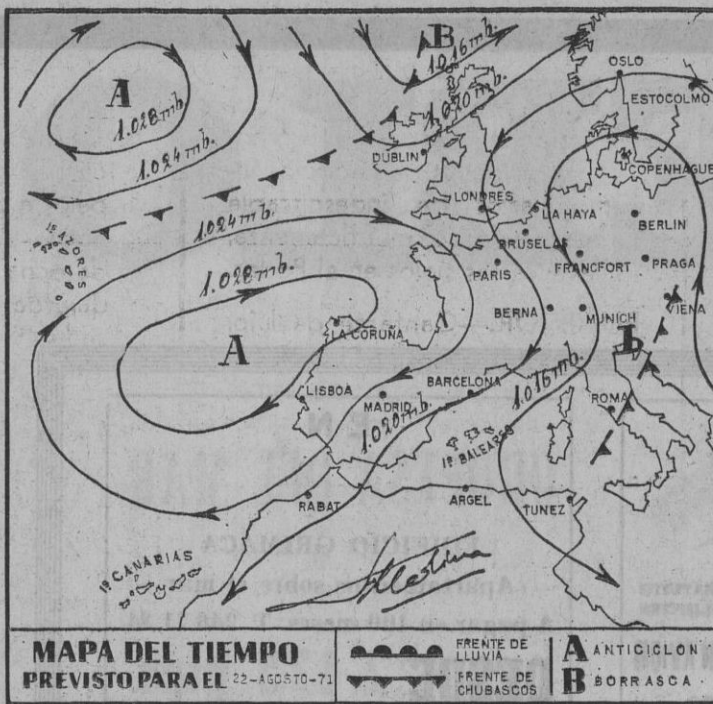 B
1.016 mb.
1.020 mb.
OSLO
ESTOCOLMO
A
1.028 mb.
1.024 mb.
DUBLIN
COPENHAGUE
LONDRES
LA HAYA
BERLIN
BRUSELAS
PARIS
FRANCFORT
PRAGA
Iˢ AZORES
1.024 mb.
1.028 mb.
BERNA
MUNICH
VIENA
A
LA CORUÑA
b
LISBOA
MADRID
BARCELONA
1.020 mb.
1.016 mb.
ROMA
Iˢ BALEARES
RABAT
ARGEL
TUNEZ
Iˢ CANARIAS
MAPA DEL TIEMPO
PREVISTO PARA EL 22-AGOSTO-71
FRENTE DE
LLUVIA
FRENTE DE
CHUBASCOS
A ANTICICLON
B BORRASCA